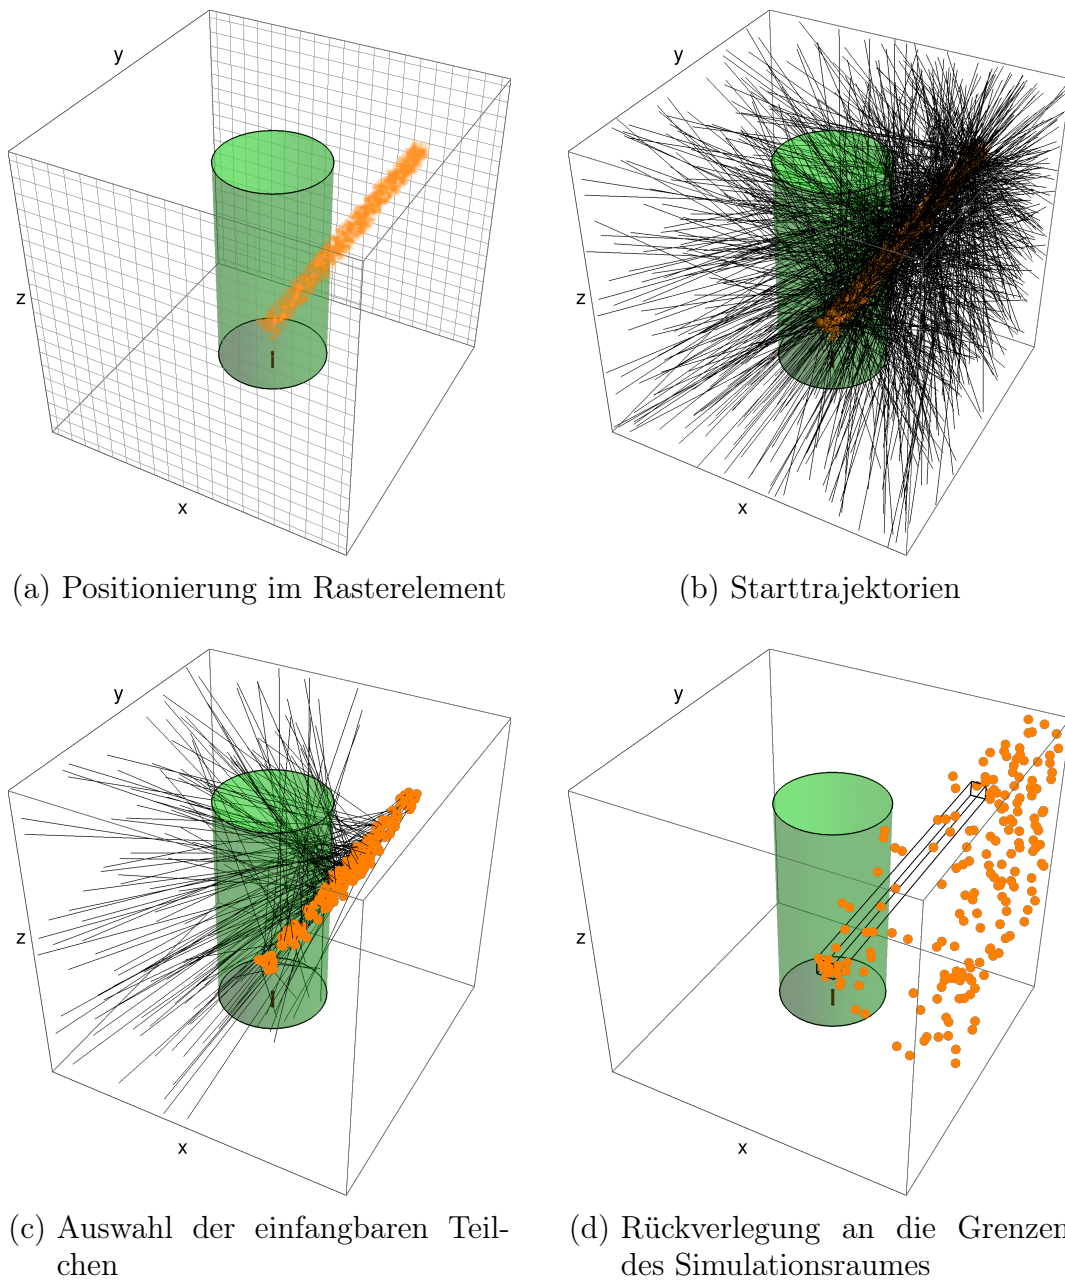 y
y
z
z
x
x
(a) Positionierung im Rasterelement
(b) Starttrajektorien
y
y
z
z
x
x
(c) Auswahl der einfangbaren Teil-
chen
(d) Rückverlegung an die Grenzen
des Simulationsraumes